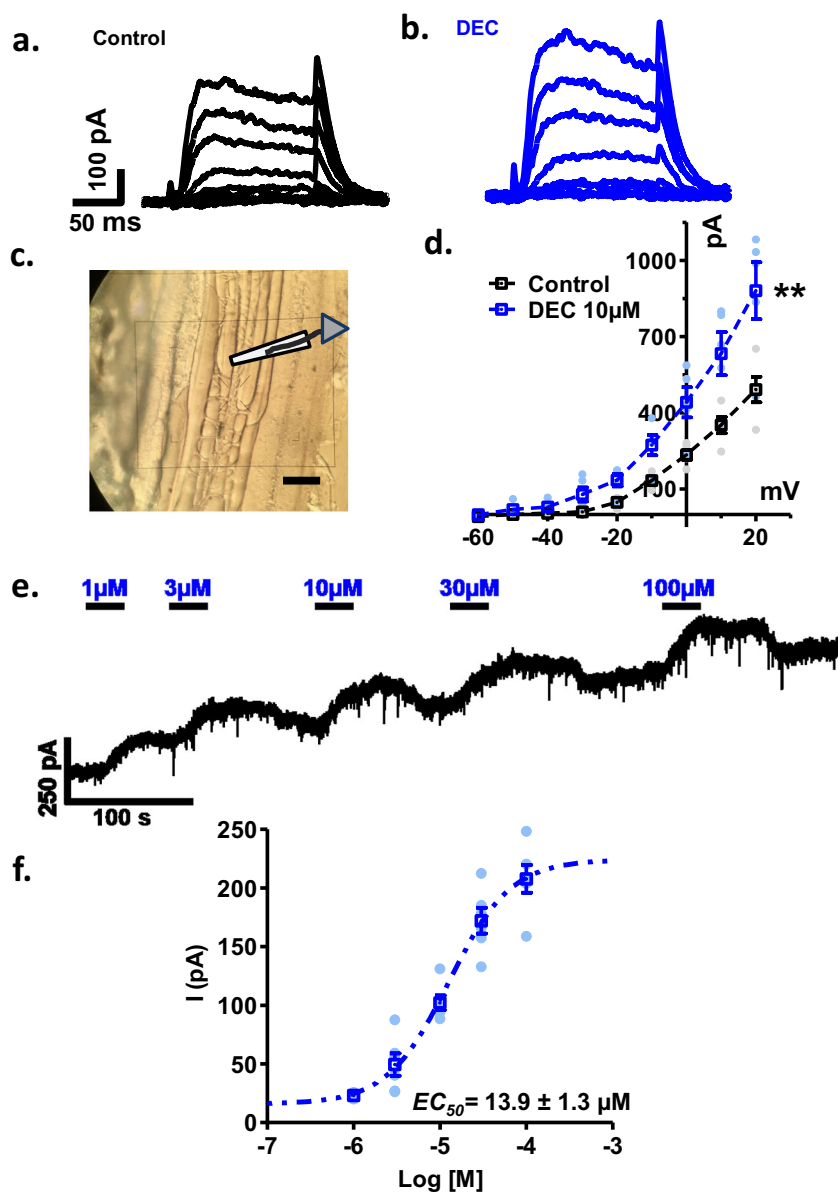 a.
Control
b.
DEC
100 pA
50 ms
c.
d.
pA
1000
700
400
100
mV
Control
DEC 10µM
**
-60
-40
-20
0
20
e.
1µM
3µM
10µM
30µM
100µM
250 pA
100 s
f.
250
200
150
100
50
0
I (pA)
EC50= 13.9 ± 1.3 µM
-7
-6
-5
-4
-3
Log [M]